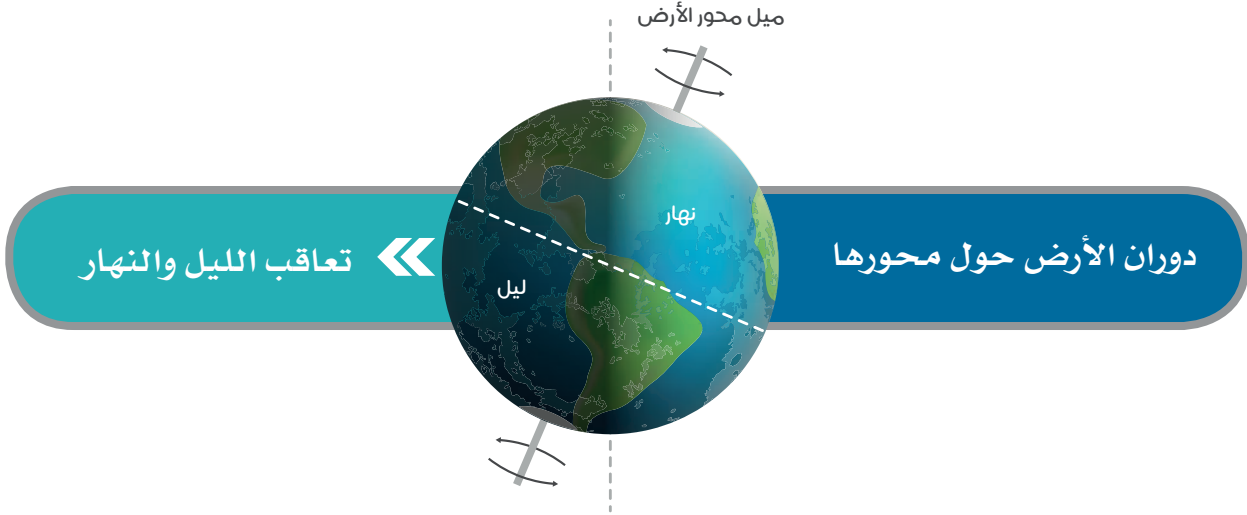 ميل محور الأرض
دوران الأرض حول محورها
نهار
ليل
تعاقب الليل والنهار